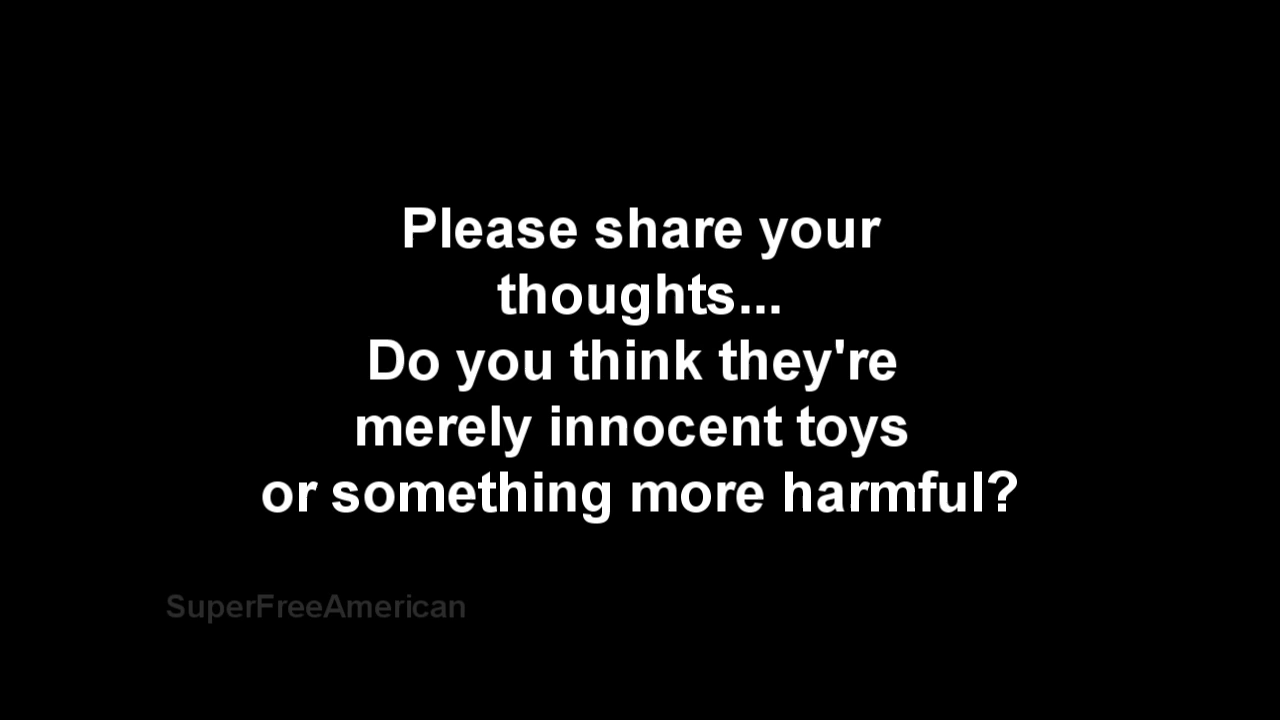 Please share your
thoughts...
Do you think they're
merely innocent toys
or something more harmful?
SuperFreeAmerican